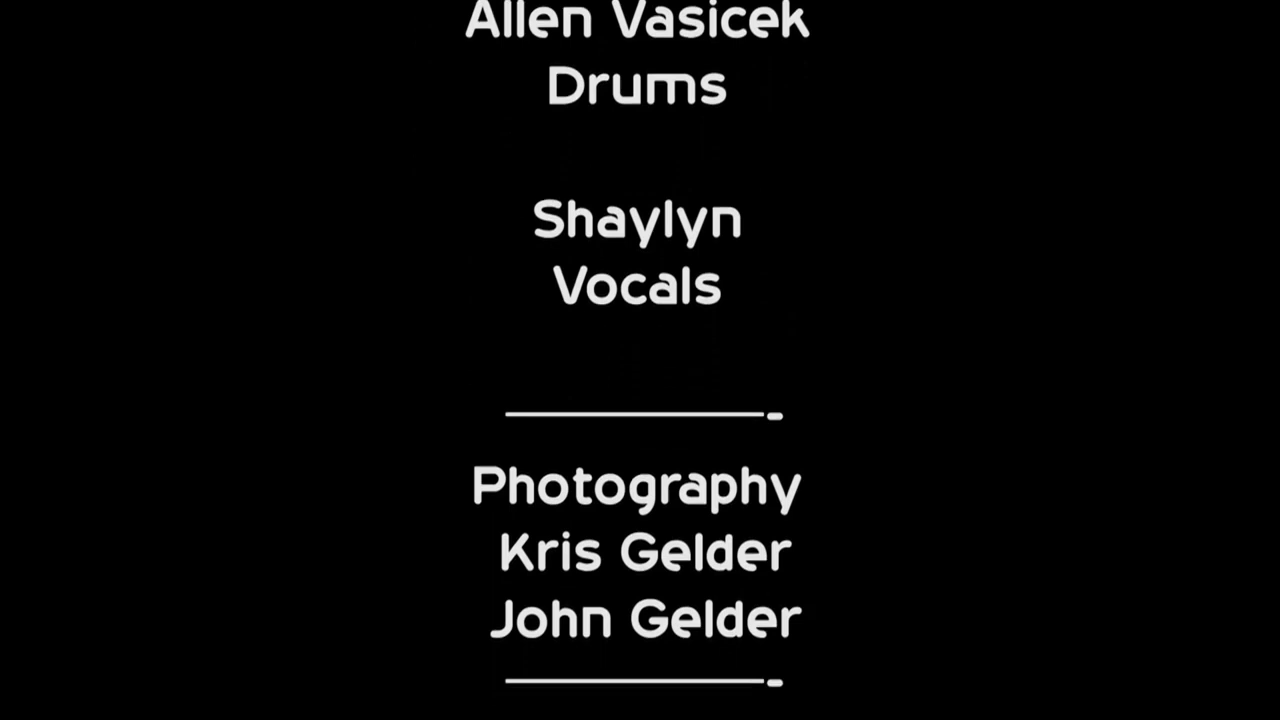 Allen Vasicek
Drums
Shaylyn
Vocals
Photography
Kris Gelder
John Gelder